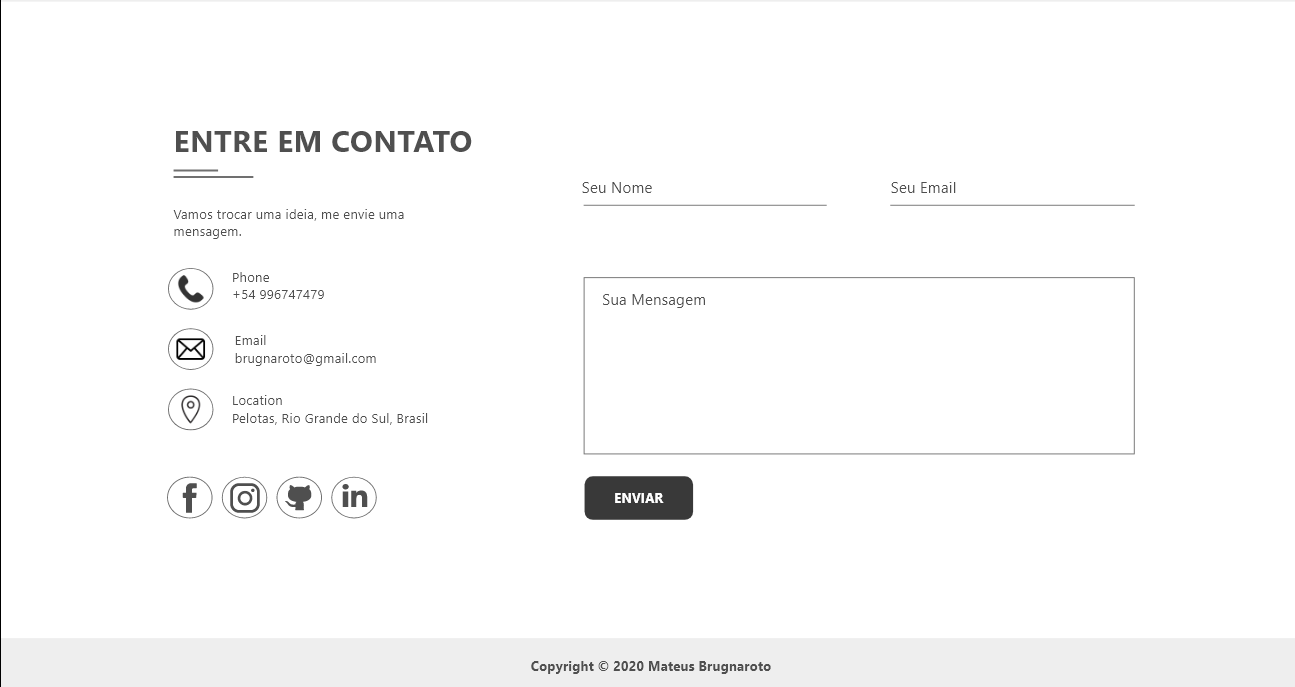 ENTRE EM CONTATO
Vamos trocar uma ideia, me envie uma
mensagem.
Phone
+54 996747479
Email
brugnaroto@gmail.com
Location
Pelotas, Rio Grande do Sul, Brasil
Seu Nome
Seu Email
Sua Mensagem
ENVIAR
Copyright © 2020 Mateus Brugnaroto